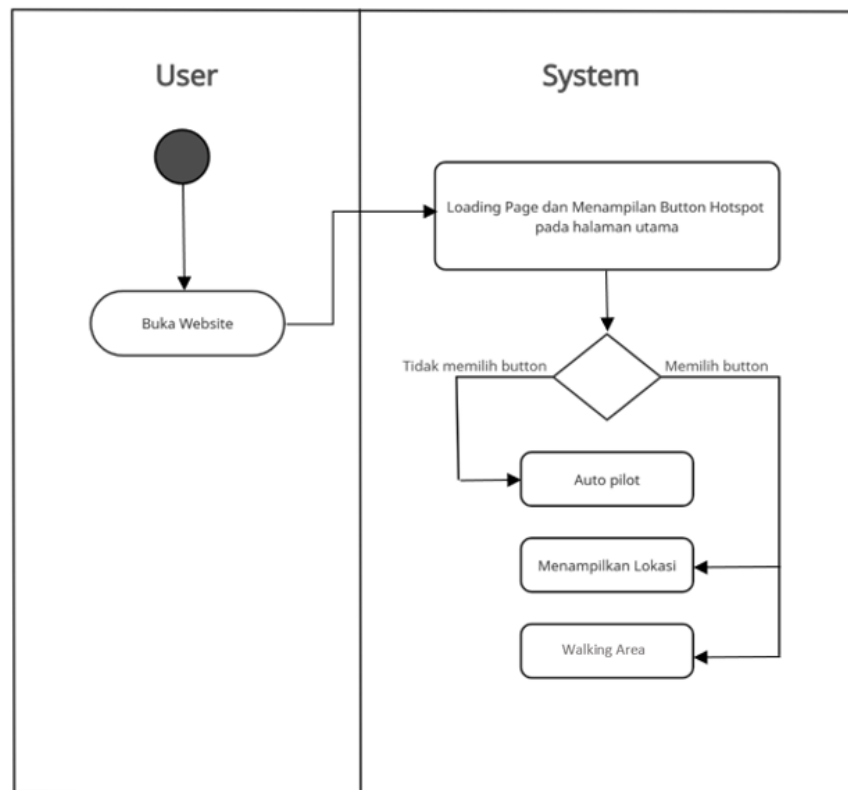 User
System
Loading Page dan Menampilan Button Hotspot
pada halaman utama
Buka Website
Tidak memilih button
Memilih button
Auto pilot
Menampilkan Lokasi
Walking Area